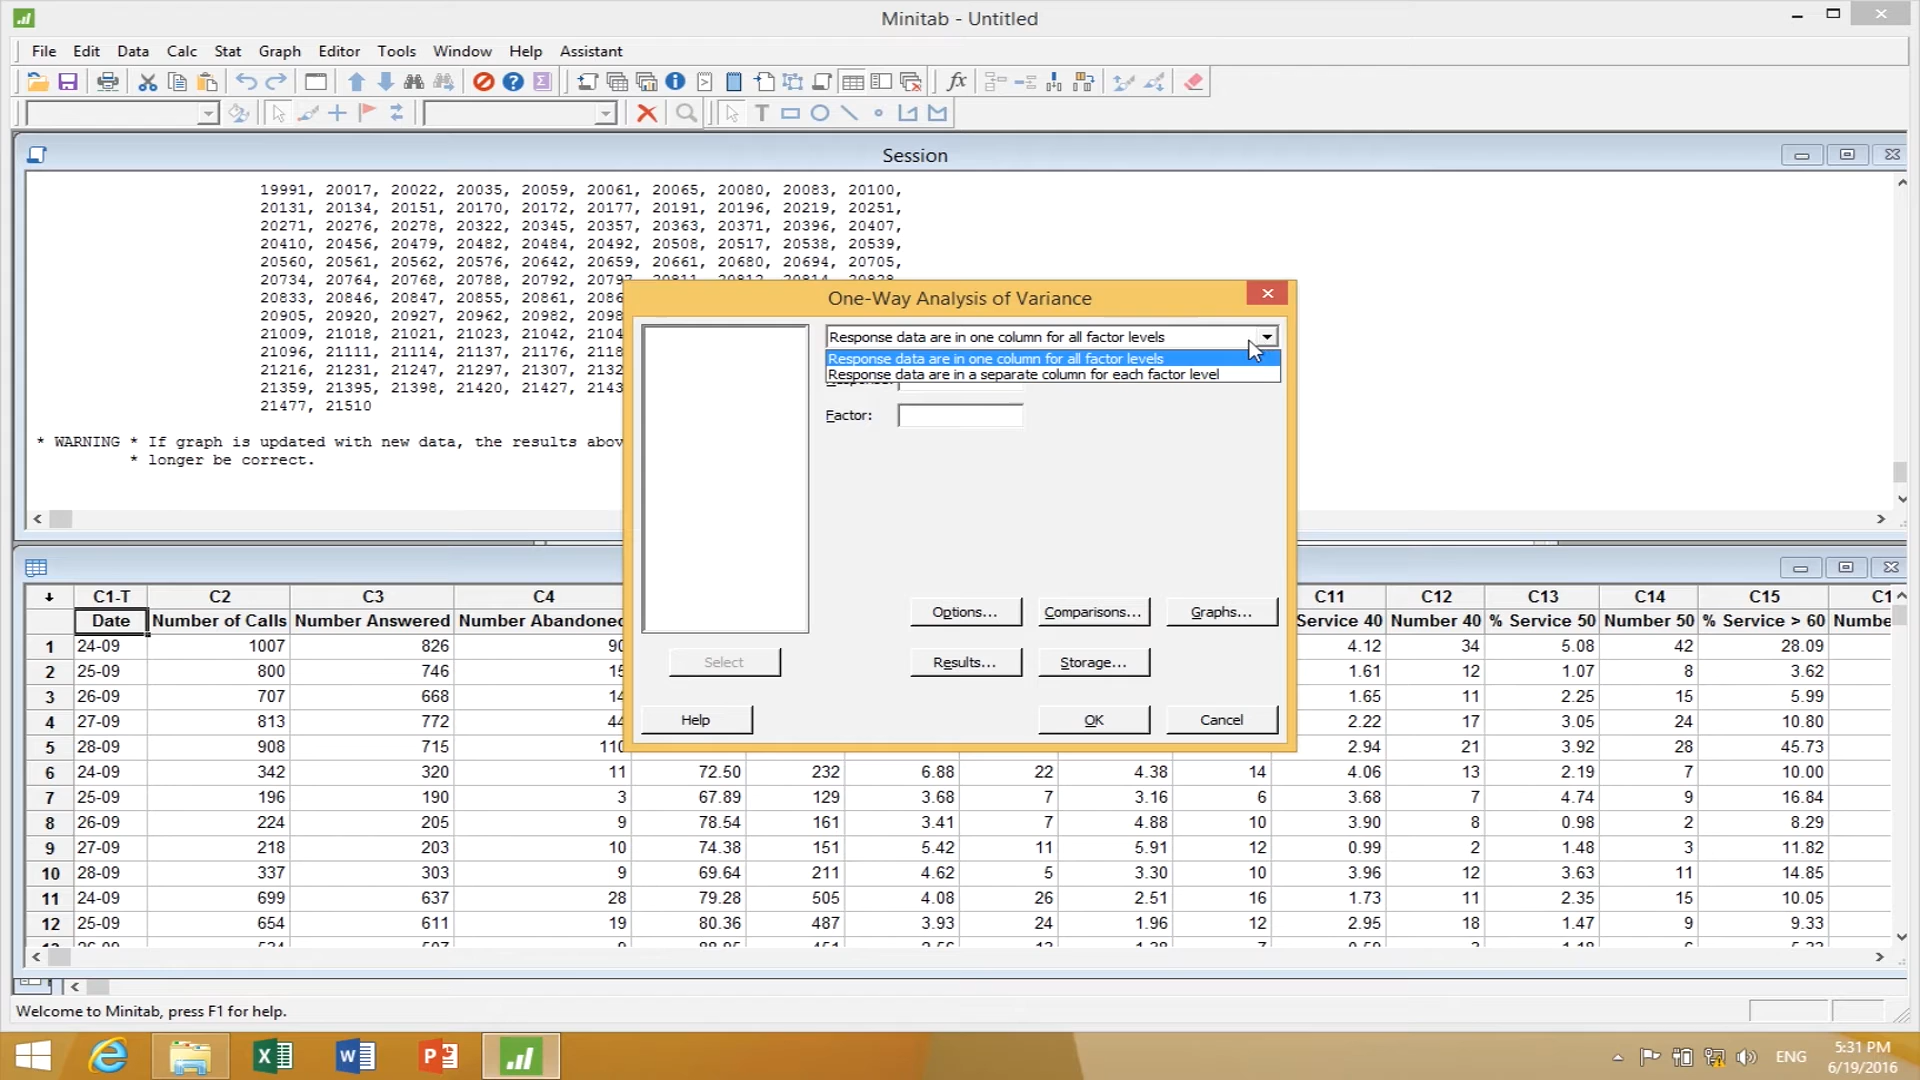 Minitab - Untitled
File Edit Data Calc Stat Graph Editor Tools Window Help Assistant
Session
19991, 20017, 20022, 20035, 20059, 20061, 20065, 20080, 20083, 20100,
20131, 20134, 20151, 20170, 20172, 20177, 20191, 20196, 20219, 20251,
20271, 20276, 20278, 20322, 20345, 20357, 20363, 20371, 20396, 20407,
20410, 20456, 20479, 20482, 20484, 20492, 20508, 20517, 20538, 20539,
20560, 20561, 20562, 20576, 20642, 20659, 20661, 20680, 20694, 20705,
20734, 20764, 20768, 20788, 20792, 20797,
20833, 20846, 20847, 20855, 20861,
20905, 20920, 20927, 20962, 20982,
21009, 21018, 21021, 21023, 21042,
21096, 21111, 21114, 21137, 21176,
21216, 21231, 21247, 21297, 21307,
21359, 21395, 21398, 21420, 21427,
21477, 21510
* WARNING * If graph is updated with new data, the results
* longer be correct.
One-Way Analysis of Variance
Response data are in one column for all factor levels
Response data are in one column for all factor levels
Response data are in a separate column for each factor level
Factor:
Options... Comparisons... Graphs...
Select Results... Storage...
Help OK Cancel
C1-T C2 C3 C4 C11 C12 C13 C14 C15
Date Number of Calls Number Answered Number Abandoned Service 40 Number 40 % Service 50 Number 50 % Service > 60
1 24-09 1007 826 4.12 34 5.08 42 28.09
2 25-09 800 746 1.61 12 1.07 8 3.62
3 26-09 707 668 1.65 11 2.25 15 5.99
4 27-09 813 772 44 2.22 17 3.05 24 10.80
5 28-09 908 715 110 2.94 21 3.92 28 45.73
6 24-09 342 320 11 72.50 232 6.88 22 4.38 14 4.06 13 2.19 7 10.00
7 25-09 196 190 3 67.89 129 3.68 7 3.16 6 3.68 7 4.74 9 16.84
8 26-09 224 205 9 78.54 161 3.41 7 4.88 10 3.90 8 0.98 2 8.29
9 27-09 218 203 10 74.38 151 5.42 11 5.91 12 0.99 2 1.48 3 11.82
10 28-09 337 303 9 69.64 211 4.62 5 3.30 10 3.96 12 3.63 11 14.85
11 24-09 699 637 28 79.28 505 4.08 26 2.51 16 1.73 11 2.35 15 10.05
12 25-09 654 611 19 80.36 487 3.93 24 1.96 12 2.95 18 1.47 9 9.33
Welcome to Minitab, press F1 for help.
ENG
5:31 PM
6/19/2016